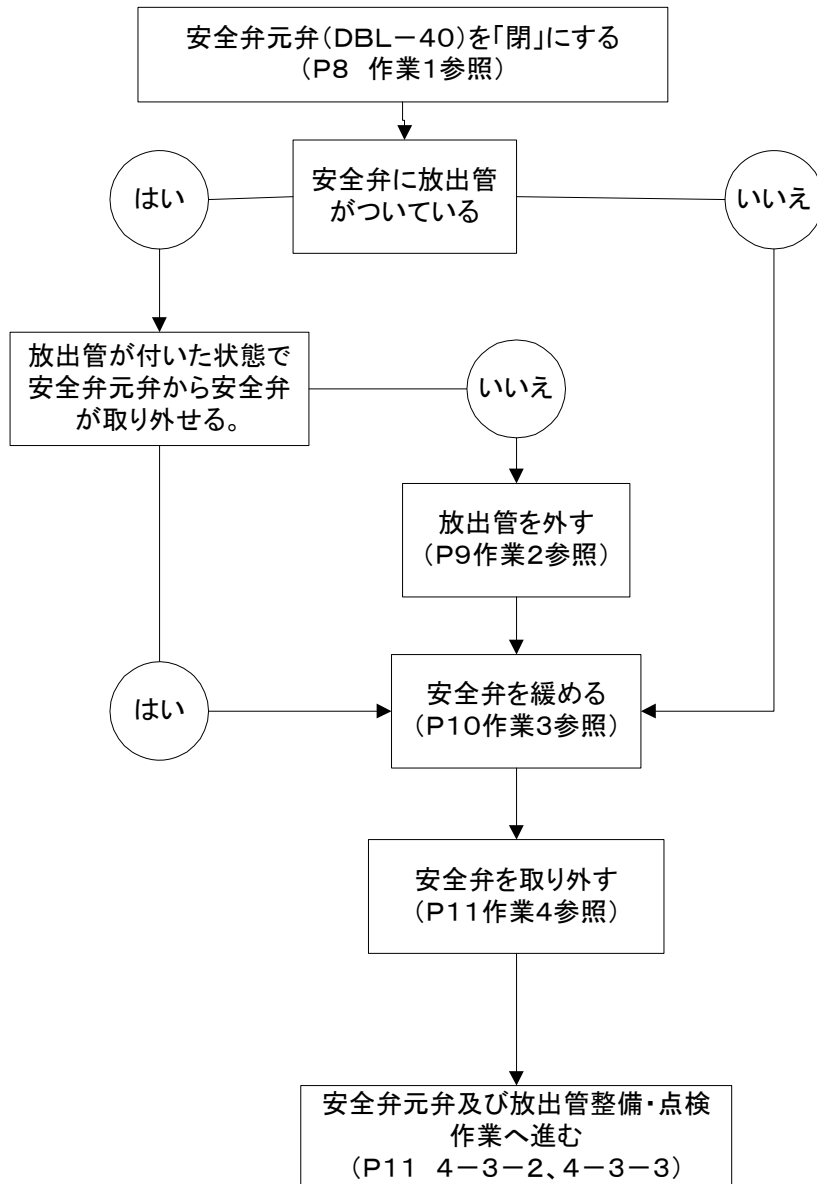 安全弁元弁(DBL－40)を「閉」にする
(P8　作業1参照)
安全弁に放出管
がついている
はい
いいえ
放出管が付いた状態で
安全弁元弁から安全弁
が取り外せる。
いいえ
放出管を外す
(P9作業2参照)
はい
安全弁を緩める
(P10作業3参照)
安全弁を取り外す
(P11作業4参照)
安全弁元弁及び放出管整備・点検
作業へ進む
(P11　4－3－2、4－3－3)